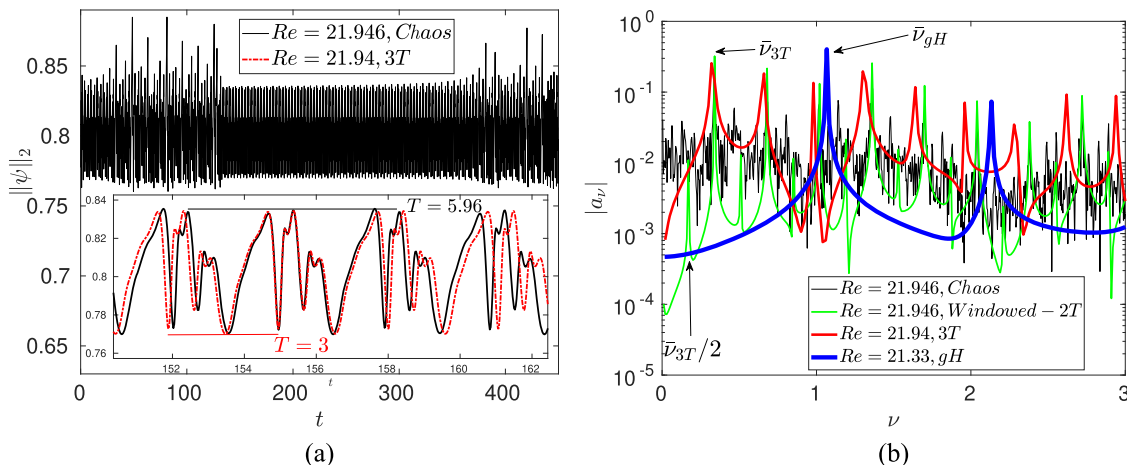 0.85
0.8
0.75
0.7
0.65
||ψ||₂
Re = 21.946, Chaos
Re = 21.94, 3T
0.84
0.82
0.8
0.78
0.76
T = 5.96
T = 3
152 154 156 158 160 162
t
0 100 200 300 400
t
(a)
10⁰
10⁻¹
10⁻²
10⁻³
10⁻⁴
10⁻⁵
|aᵥ|
ν̄₃T
ν̄gH
ν̄₃T/2
Re = 21.946, Chaos
Re = 21.946, Windowed − 2T
Re = 21.94, 3T
Re = 21.33, gH
0 1 2 3
ν
(b)